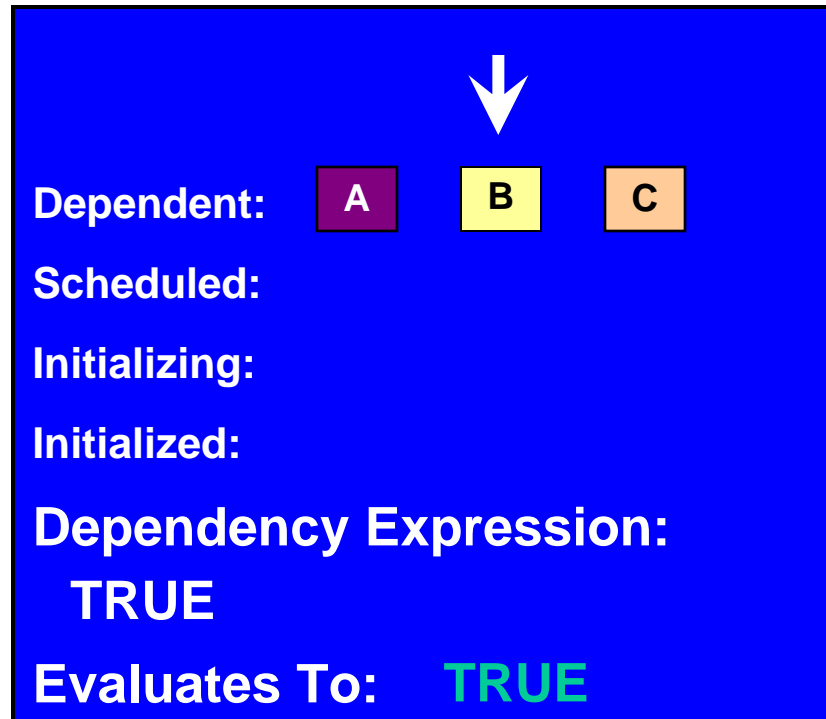 Dependent: A B C
Scheduled:
Initializing:
Initialized:
Dependency Expression:
TRUE
Evaluates To: TRUE